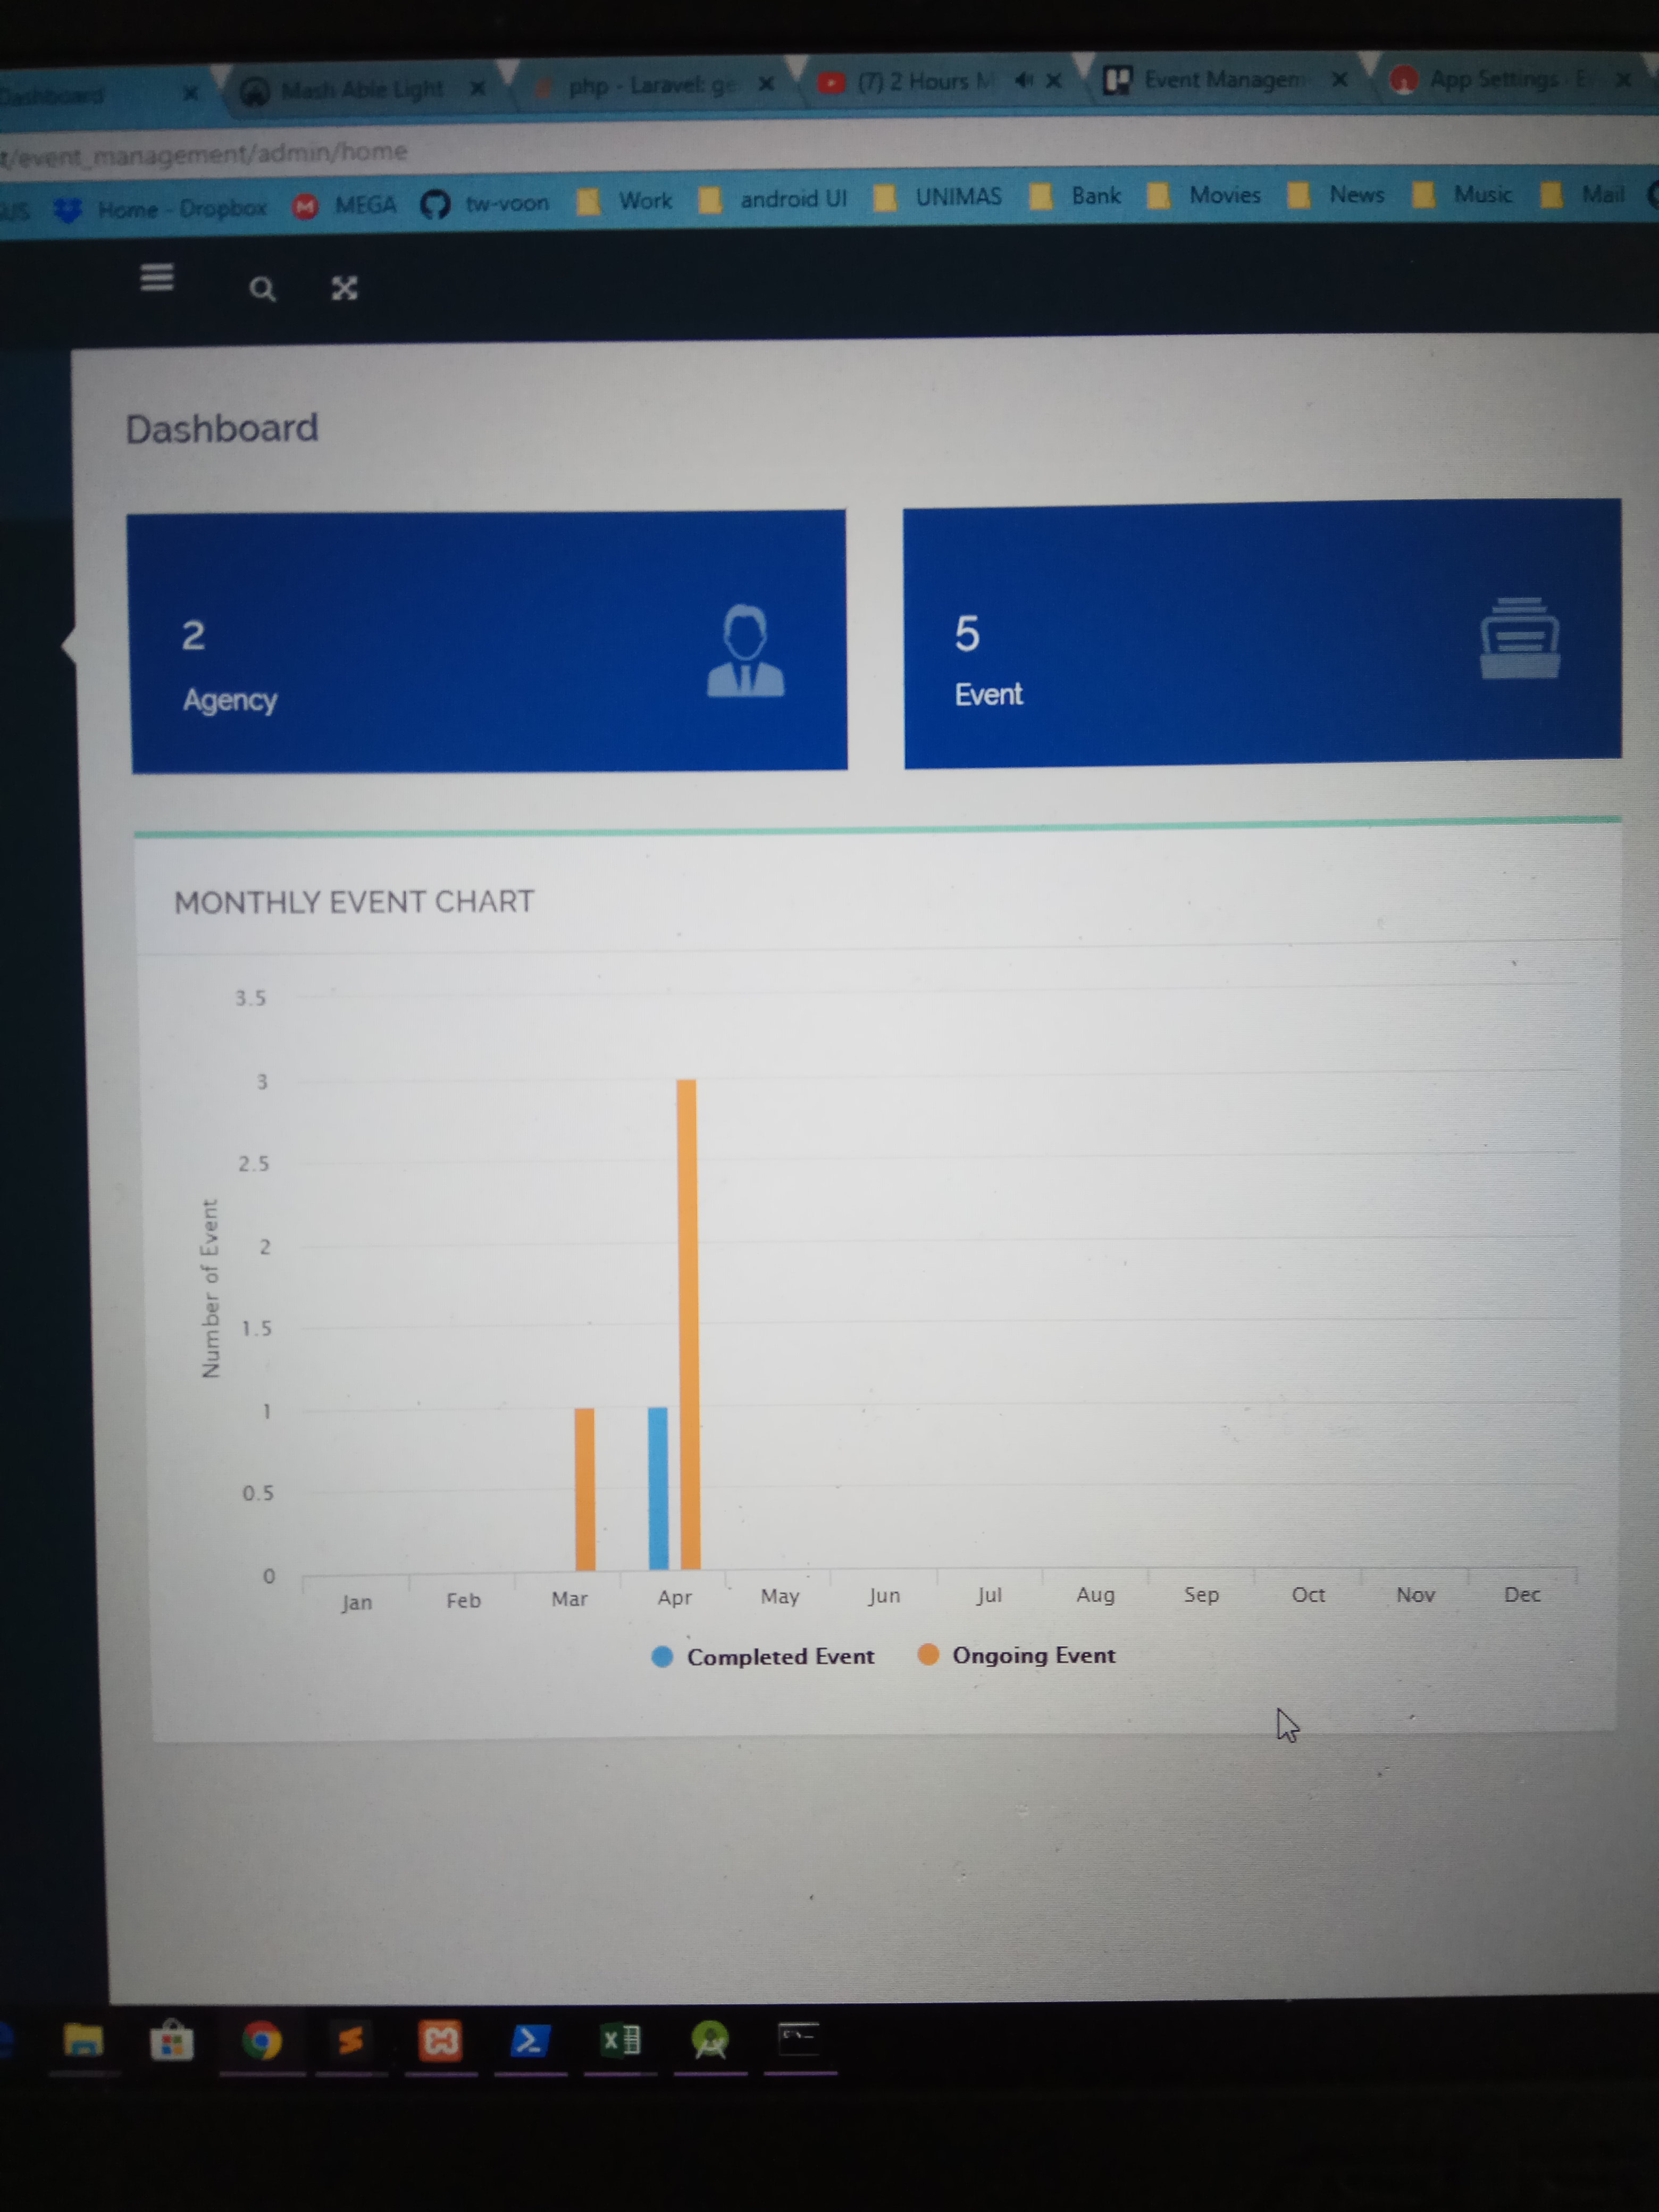 Dashboard
Mash Able Light
php - Laravel: ge
(7) 2 Hours M
Event Managem
App Settings
t/event_management/admin/home
Home - Dropbox
MEGA
tw-voon
Work
android UI
UNIMAS
Bank
Movies
News
Music
Mail
Dashboard
2
Agency
5
Event
MONTHLY EVENT CHART
3.5
3
2.5
2
1.5
1
0.5
0
Number of Event
Jan Feb Mar Apr May Jun Jul Aug Sep Oct Nov Dec
Completed Event Ongoing Event